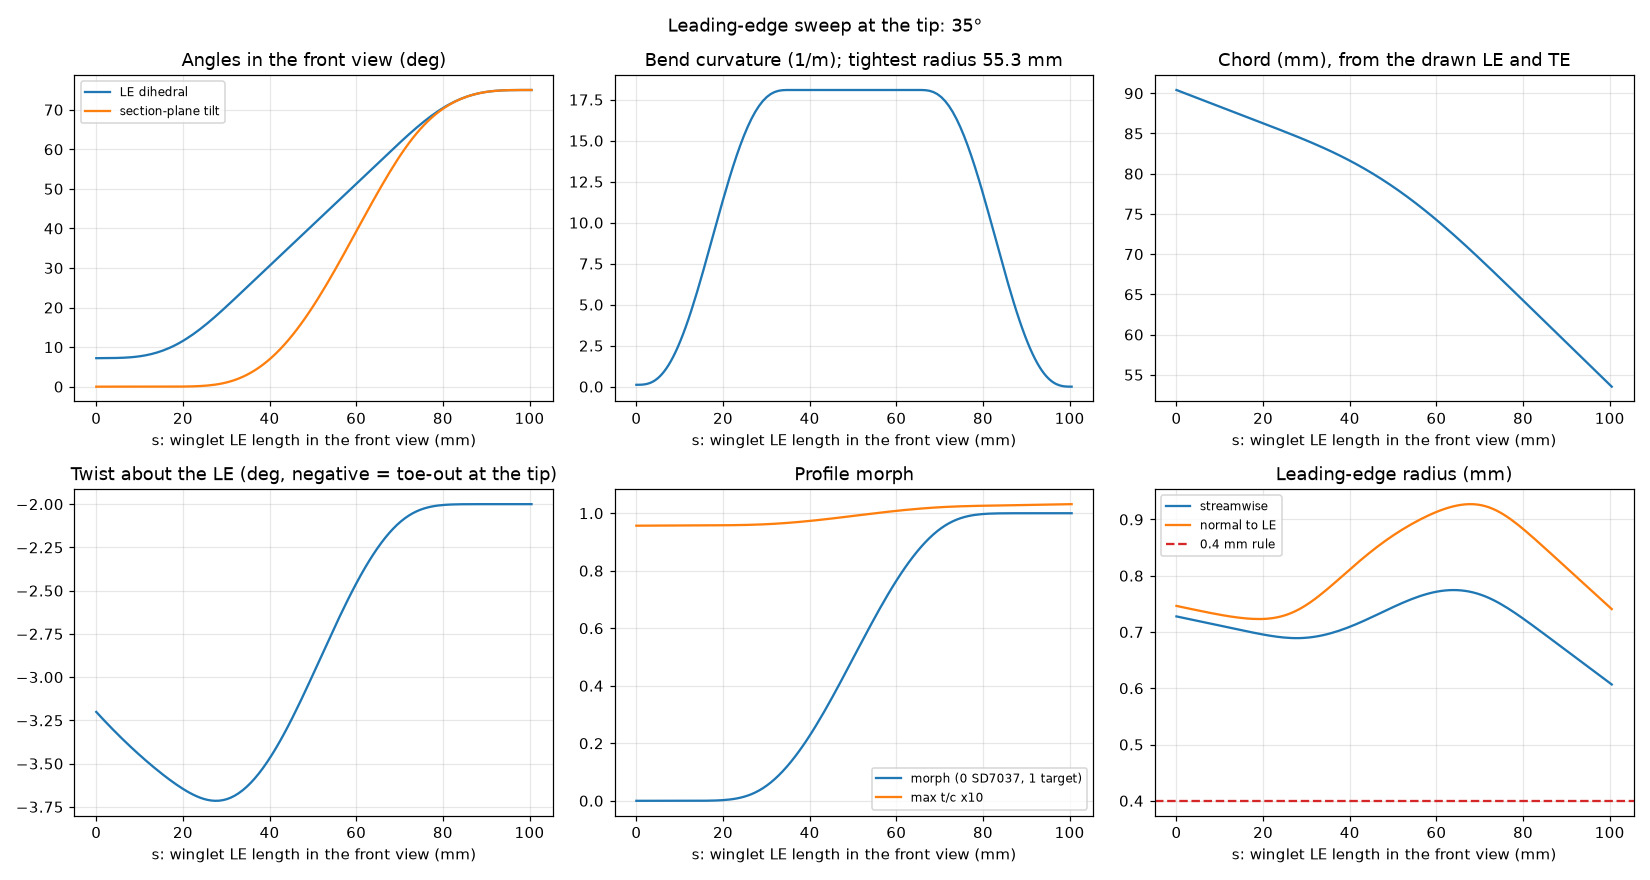 Leading-edge sweep at the tip: 35°
Angles in the front view (deg)
LE dihedral
section-plane tilt
70
60
50
40
30
20
10
0
0 20 40 60 80 100
s: winglet LE length in the front view (mm)
Bend curvature (1/m); tightest radius 55.3 mm
17.5
15.0
12.5
10.0
7.5
5.0
2.5
0.0
0 20 40 60 80 100
s: winglet LE length in the front view (mm)
Chord (mm), from the drawn LE and TE
90
85
80
75
70
65
60
55
0 20 40 60 80 100
s: winglet LE length in the front view (mm)
Twist about the LE (deg, negative = toe-out at the tip)
−2.00
−2.25
−2.50
−2.75
−3.00
−3.25
−3.50
−3.75
0 20 40 60 80 100
s: winglet LE length in the front view (mm)
Profile morph
1.0
0.8
0.6
0.4
0.2
0.0
morph (0 SD7037, 1 target)
max t/c x10
0 20 40 60 80 100
s: winglet LE length in the front view (mm)
Leading-edge radius (mm)
streamwise
normal to LE
0.4 mm rule
0.9
0.8
0.7
0.6
0.5
0.4
0 20 40 60 80 100
s: winglet LE length in the front view (mm)